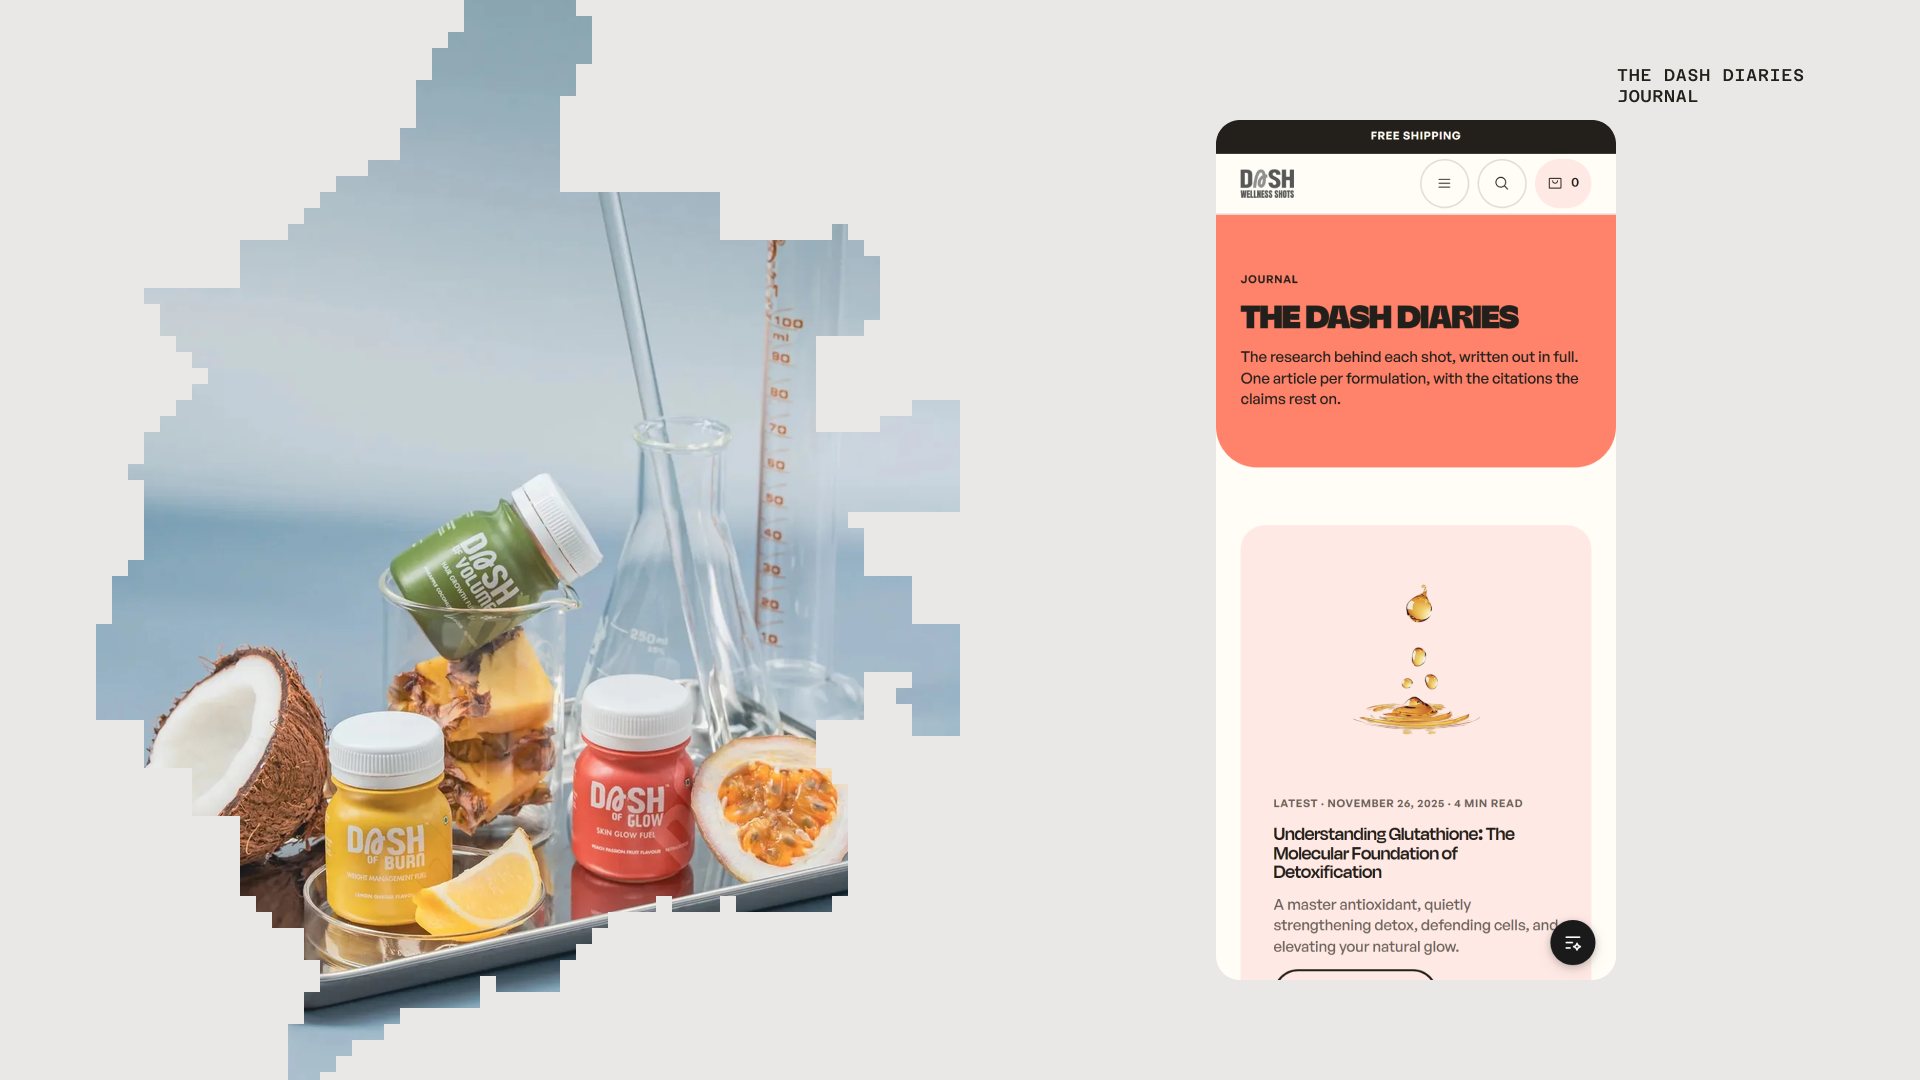 THE DASH DIARIES
JOURNAL
FREE SHIPPING
DASH
WELLNESS SHOTS
0
JOURNAL
THE DASH DIARIES
The research behind each shot, written out in full.
One article per formulation, with the citations the
claims rest on.
LATEST · NOVEMBER 26, 2025 · 4 MIN READ
Understanding Glutathione: The
Molecular Foundation of
Detoxification
A master antioxidant, quietly
strengthening detox, defending cells, and
elevating your natural glow.
100
ml
90
80
70
60
50
40
30
20
10
250ml
DASH
OF VOLUME
DASH
OF BURN
WEIGHT MANAGEMENT FUEL
DASH
OF GLOW
SKIN GLOW FUEL
PEACH PASSION FRUIT FLAVOUR